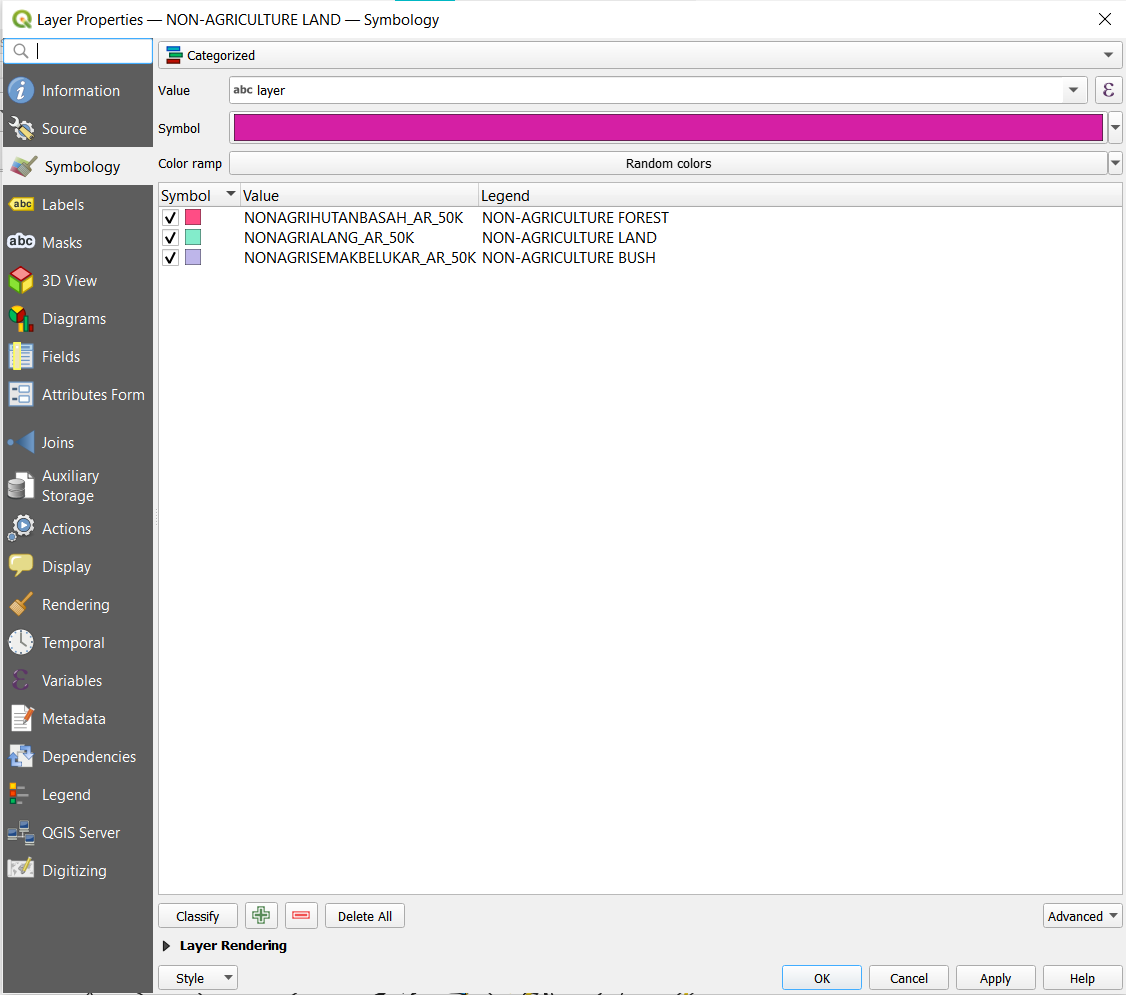 Layer Properties — NON-AGRICULTURE LAND — Symbology
Categorized
Information
Value
abc layer
ε
Source
Symbol
Symbology
Color ramp
Random colors
Symbol Value Legend
abc Labels
NONAGRIHUTANBASAH_AR_50K NON-AGRICULTURE FOREST
abc Masks
NONAGRIALANG_AR_50K NON-AGRICULTURE LAND
NONAGRISEMAKBELUKAR_AR_50K NON-AGRICULTURE BUSH
3D View
Diagrams
Fields
Attributes Form
Joins
Auxiliary
Storage
Actions
Display
Rendering
Temporal
ε Variables
Metadata
Dependencies
Legend
QGIS Server
Digitizing
Classify
Delete All
Advanced
Layer Rendering
Style
OK
Cancel
Apply
Help